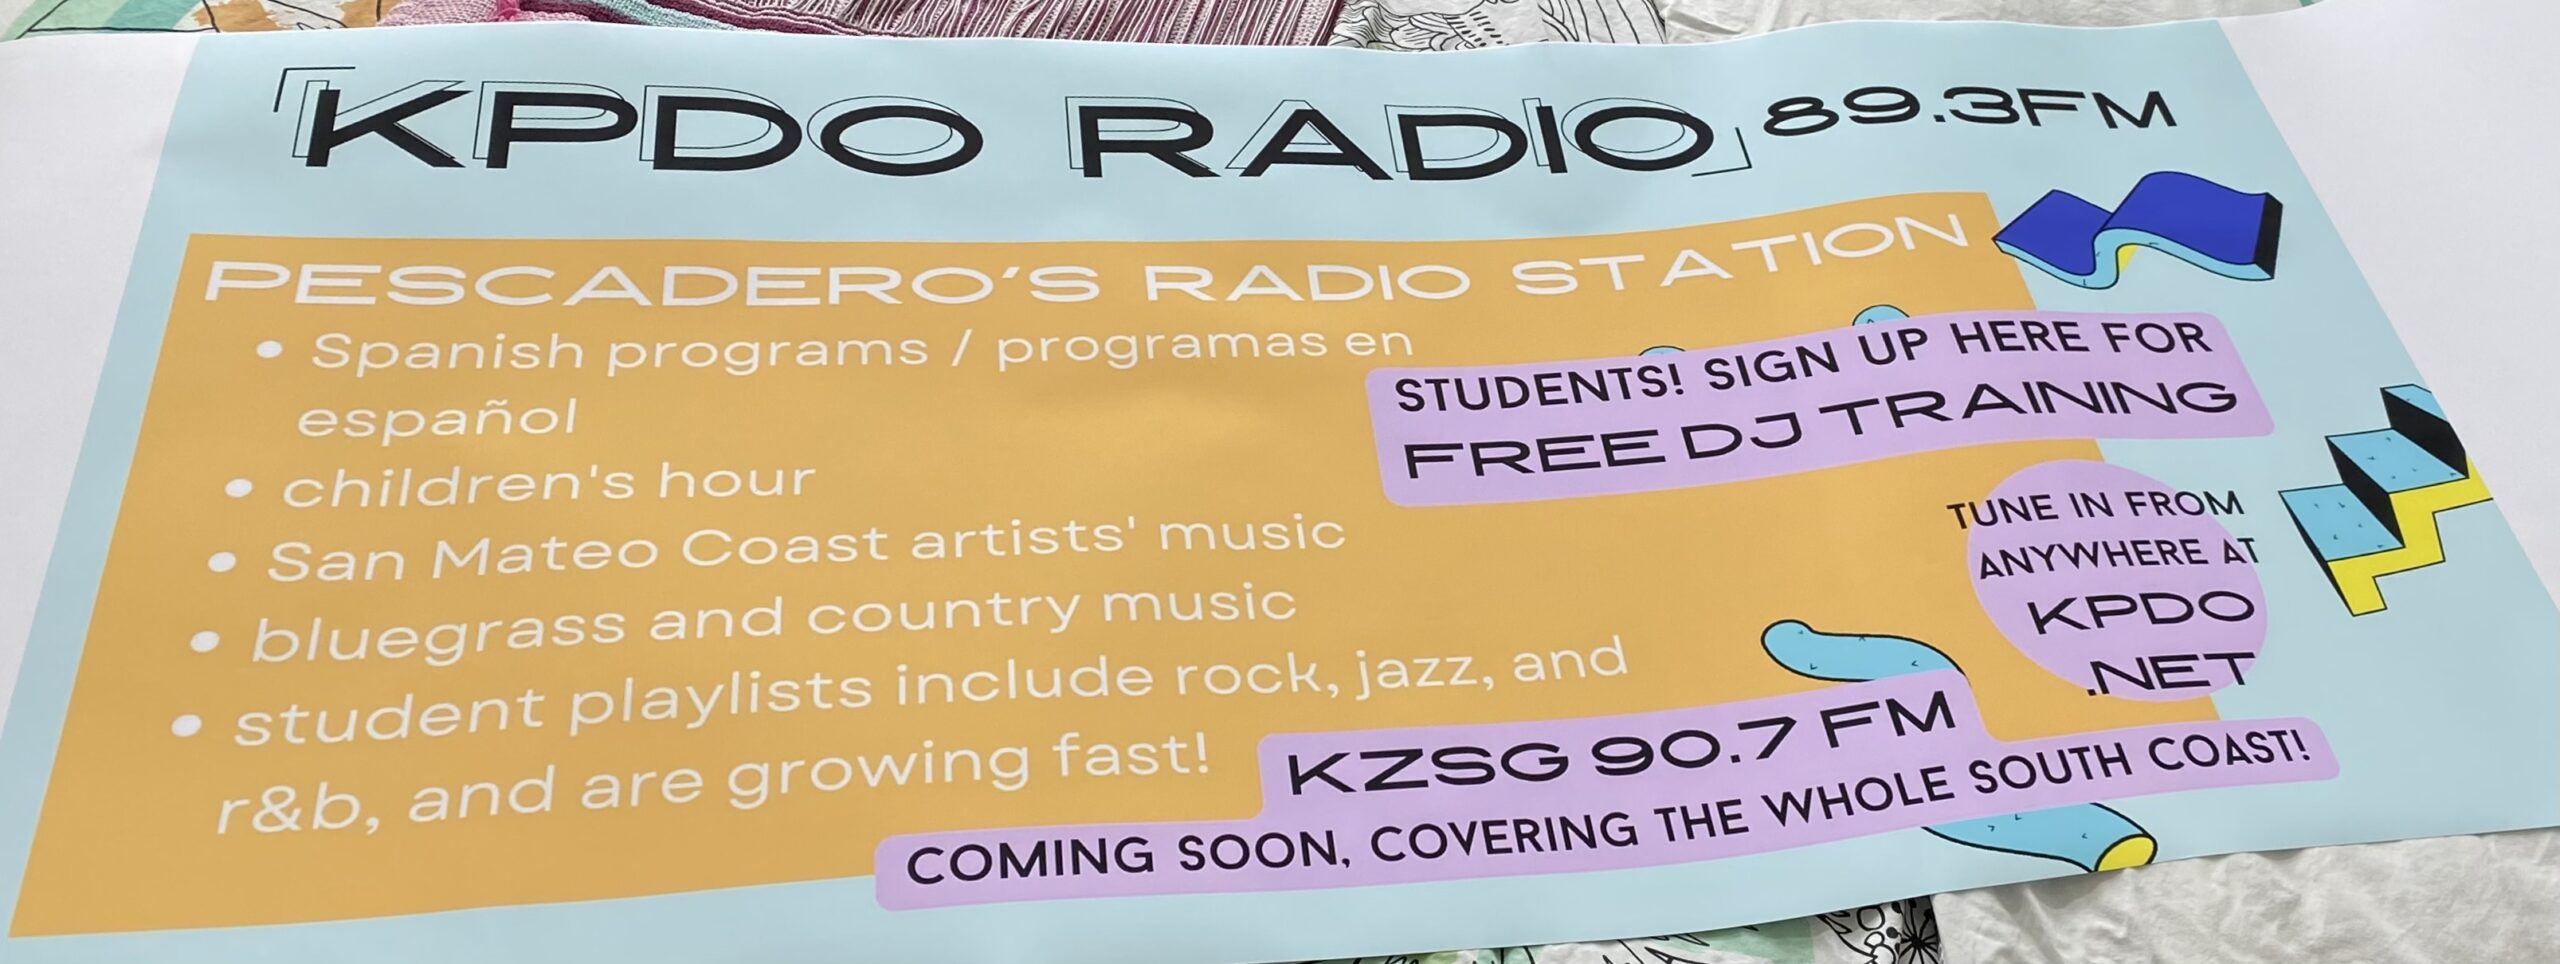 KPDO RADIO 89.3FM
PESCADERO'S RADIO STATION
• Spanish programs / programas en
español
• children's hour
• San Mateo Coast artists' music
• bluegrass and country music
• student playlists include rock, jazz, and
r&b, and are growing fast!
STUDENTS! SIGN UP HERE FOR
FREE DJ TRAINING
TUNE IN FROM
ANYWHERE AT
KPDO
.NET
KZSG 90.7 FM
COMING SOON, COVERING THE WHOLE SOUTH COAST!